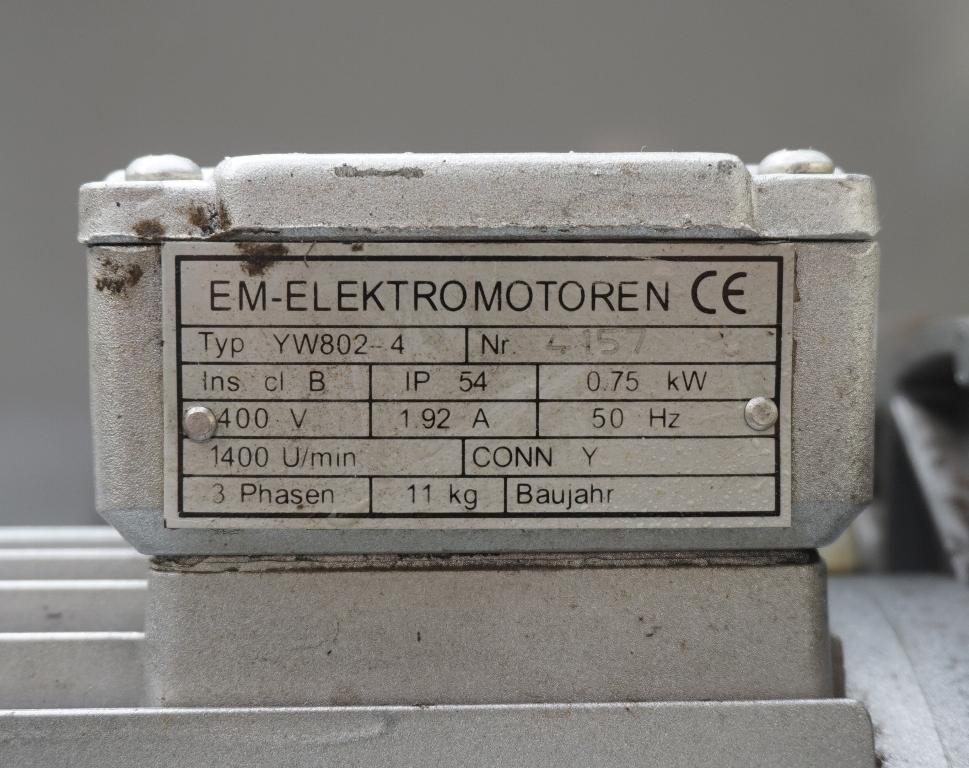 EM-ELEKTROMOTOREN CE
Typ YW802-4 Nr. 4157
Ins cl B IP 54 0.75 kW
400 V 1.92 A 50 Hz
1400 U/min CONN Y
3 Phasen 11 kg Baujahr